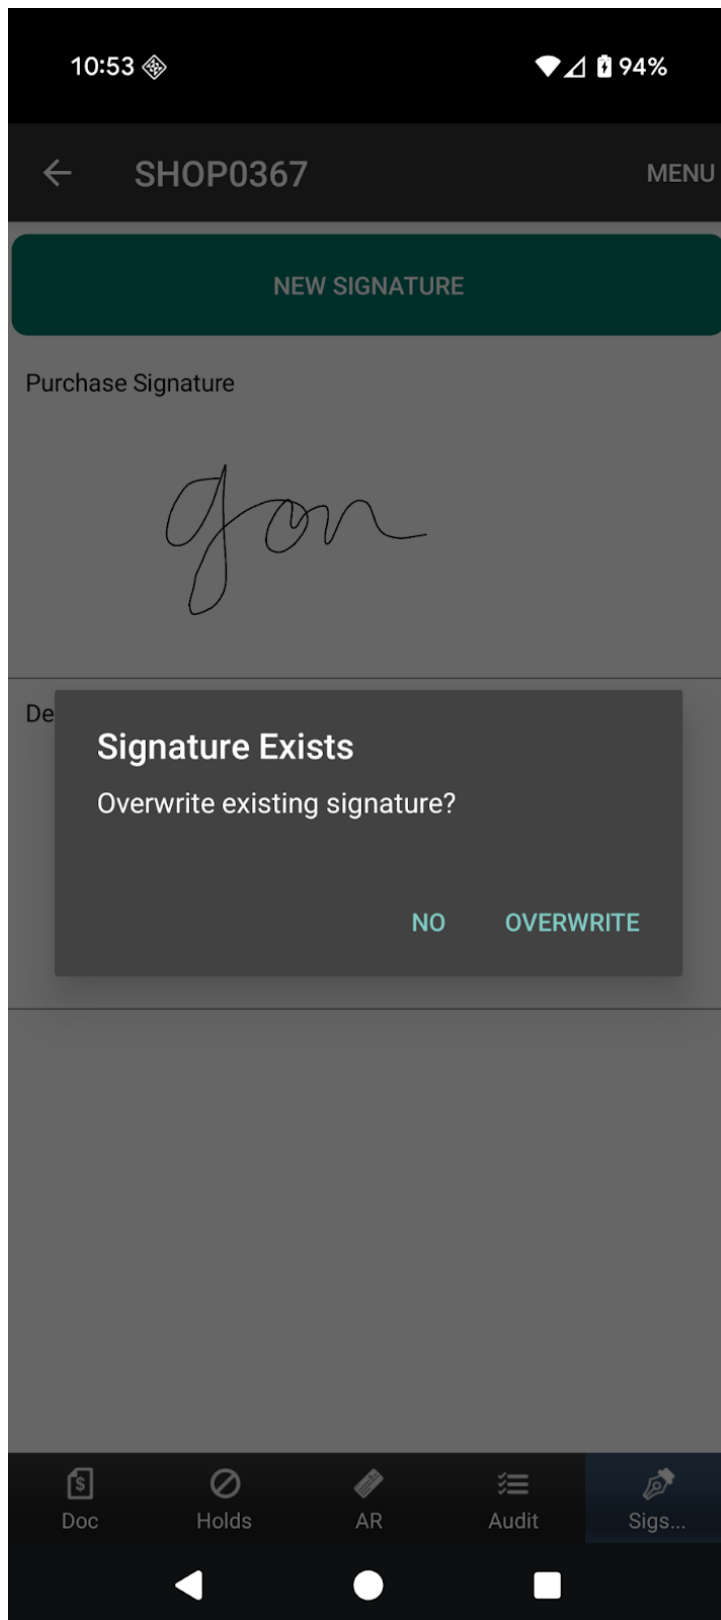 10:53 94%
SHOP0367 MENU
NEW SIGNATURE
Purchase Signature
gon
De
Signature Exists
Overwrite existing signature?
NO OVERWRITE
Doc Holds AR Audit Sigs...